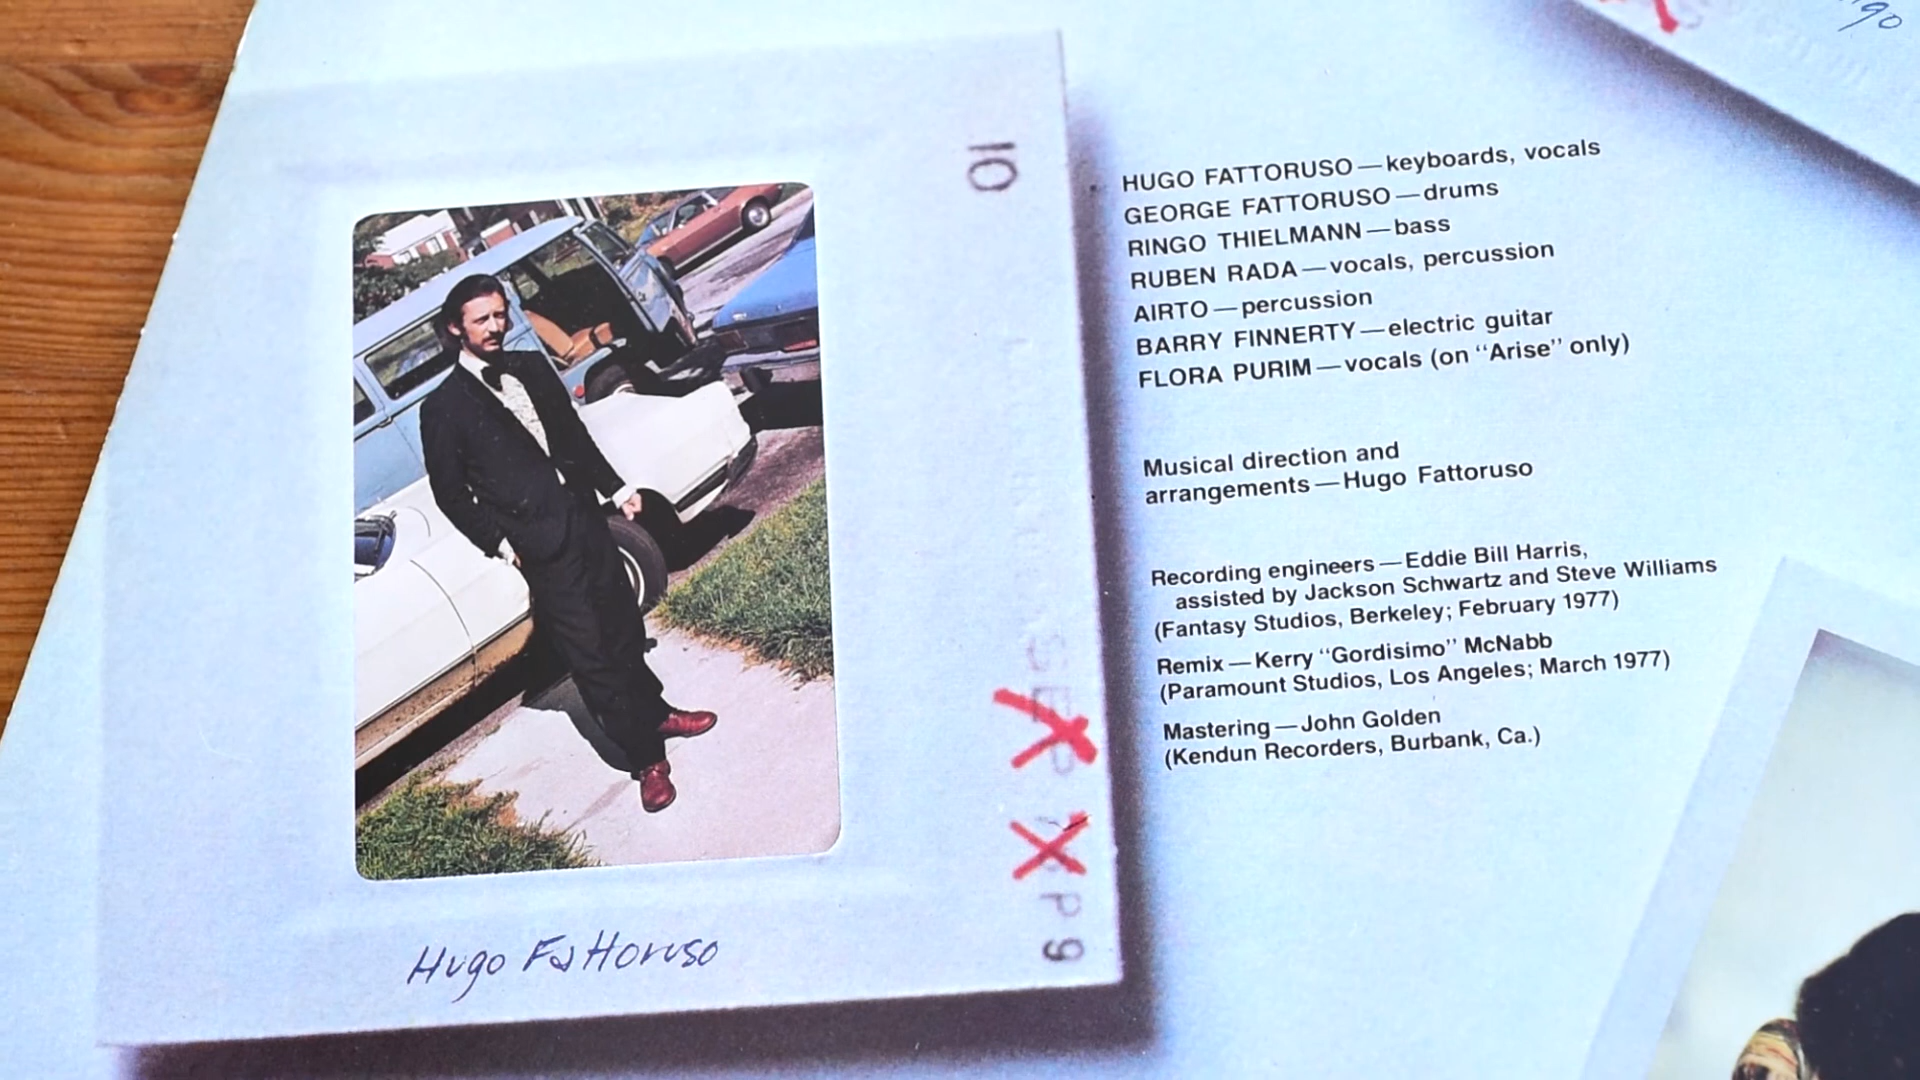 10
HUGO FATTORUSO—keyboards, vocals
GEORGE FATTORUSO—drums
RINGO THIELMANN—bass
RUBEN RADA—vocals, percussion
AIRTO—percussion
BARRY FINNERTY—electric guitar
FLORA PURIM—vocals (on "Arise" only)
Musical direction and
arrangements—Hugo Fattoruso
Recording engineers—Eddie Bill Harris,
assisted by Jackson Schwartz and Steve Williams
(Fantasy Studios, Berkeley; February 1977)
Remix—Kerry "Gordisimo" McNabb
(Paramount Studios, Los Angeles; March 1977)
Mastering—John Golden
(Kendun Recorders, Burbank, Ca.)
Hugo Fattoruso